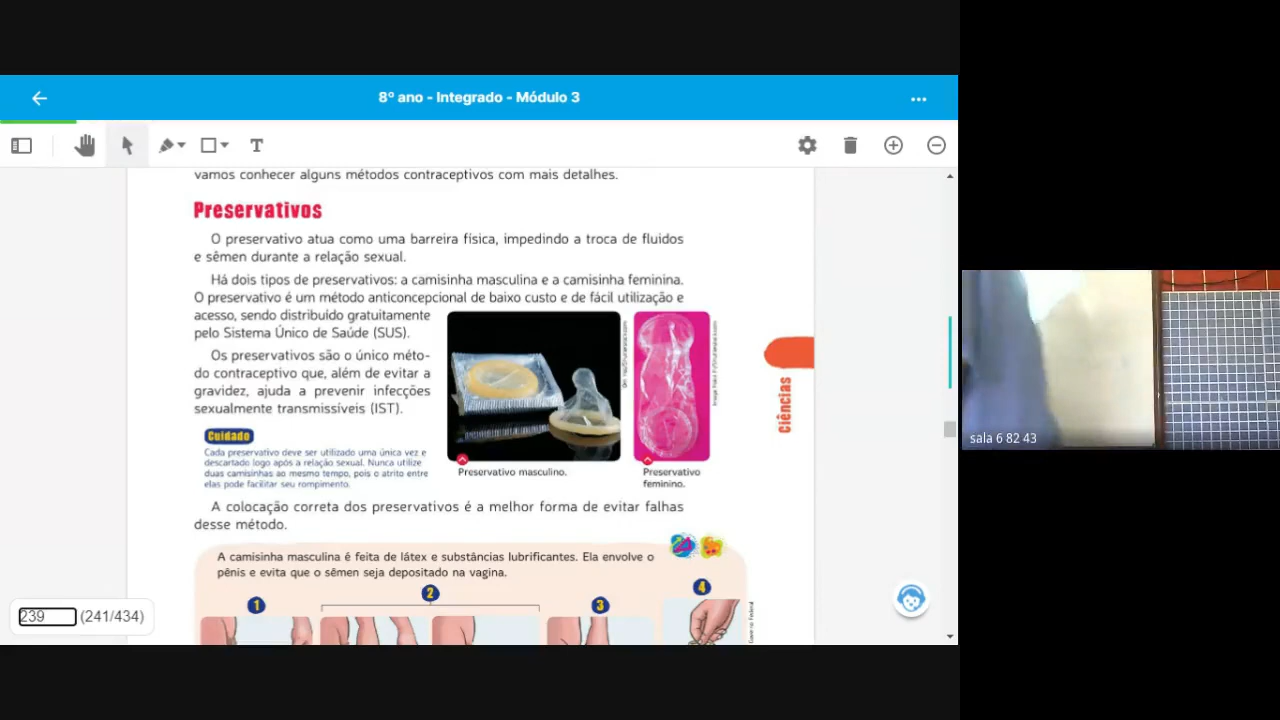 8º ano - Integrado - Módulo 3
T
vamos conhecer alguns métodos contraceptivos com mais detalhes.
Preservativos
O preservativo atua como uma barreira física, impedindo a troca de fluidos
e sêmen durante a relação sexual.
Há dois tipos de preservativos: a camisinha masculina e a camisinha feminina.
O preservativo é um método anticoncepcional de baixo custo e de fácil utilização e
acesso, sendo distribuído gratuitamente
pelo Sistema Único de Saúde (SUS).
Os preservativos são o único méto-
do contraceptivo que, além de evitar a
gravidez, ajuda a prevenir infecções
sexualmente transmissíveis (IST).
Cuidado
Cada preservativo deve ser utilizado uma única vez e
descartado logo após a relação sexual. Nunca utilize
duas camisinhas ao mesmo tempo, pois o atrito entre
elas pode facilitar seu rompimento.
Preservativo masculino.
Preservativo
feminino.
Ciências
A colocação correta dos preservativos é a melhor forma de evitar falhas
desse método.
A camisinha masculina é feita de látex e substâncias lubrificantes. Ela envolve o
pênis e evita que o sêmen seja depositado na vagina.
1
2
3
4
239 (241/434)
sala 6 82 43